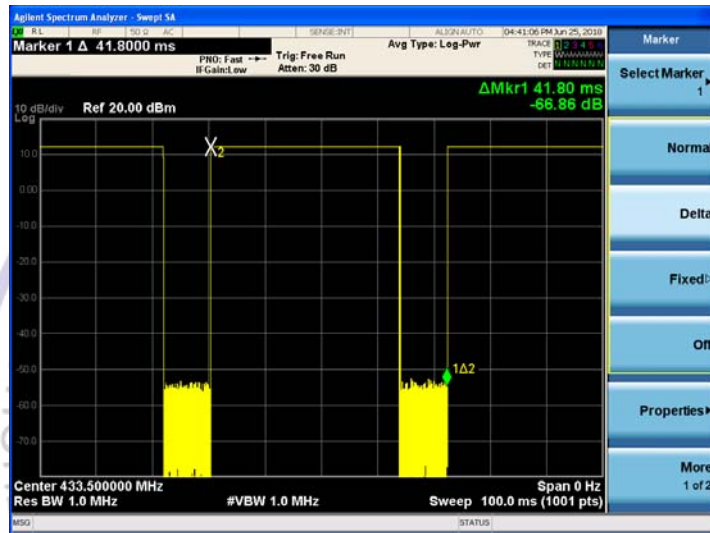 Agilent Spectrum Analyzer - Swept SA
RL RF 50 Ω AC SENSE:INT ALIGN AUTO 04:41:06 PM Jun 25, 2018
Marker 1 Δ 41.8000 ms
PNO: Fast
IFGain:Low
Trig: Free Run
Atten: 30 dB
Avg Type: Log-Pwr
TRACE 1 2 3 4 5 6
TYPE
DET N N N N N N
ΔMkr1 41.80 ms
-66.86 dB
10 dB/div Ref 20.00 dBm
Log
10.0
0.00
-10.0
-20.0
-30.0
-40.0
-50.0
-60.0
-70.0
X2
1Δ2
Center 433.500000 MHz
Span 0 Hz
Res BW 1.0 MHz
#VBW 1.0 MHz
Sweep 100.0 ms (1001 pts)
MSG
STATUS
Marker
Select Marker
1
Normal
Delta
Fixed
Off
Properties
More
1 of 2